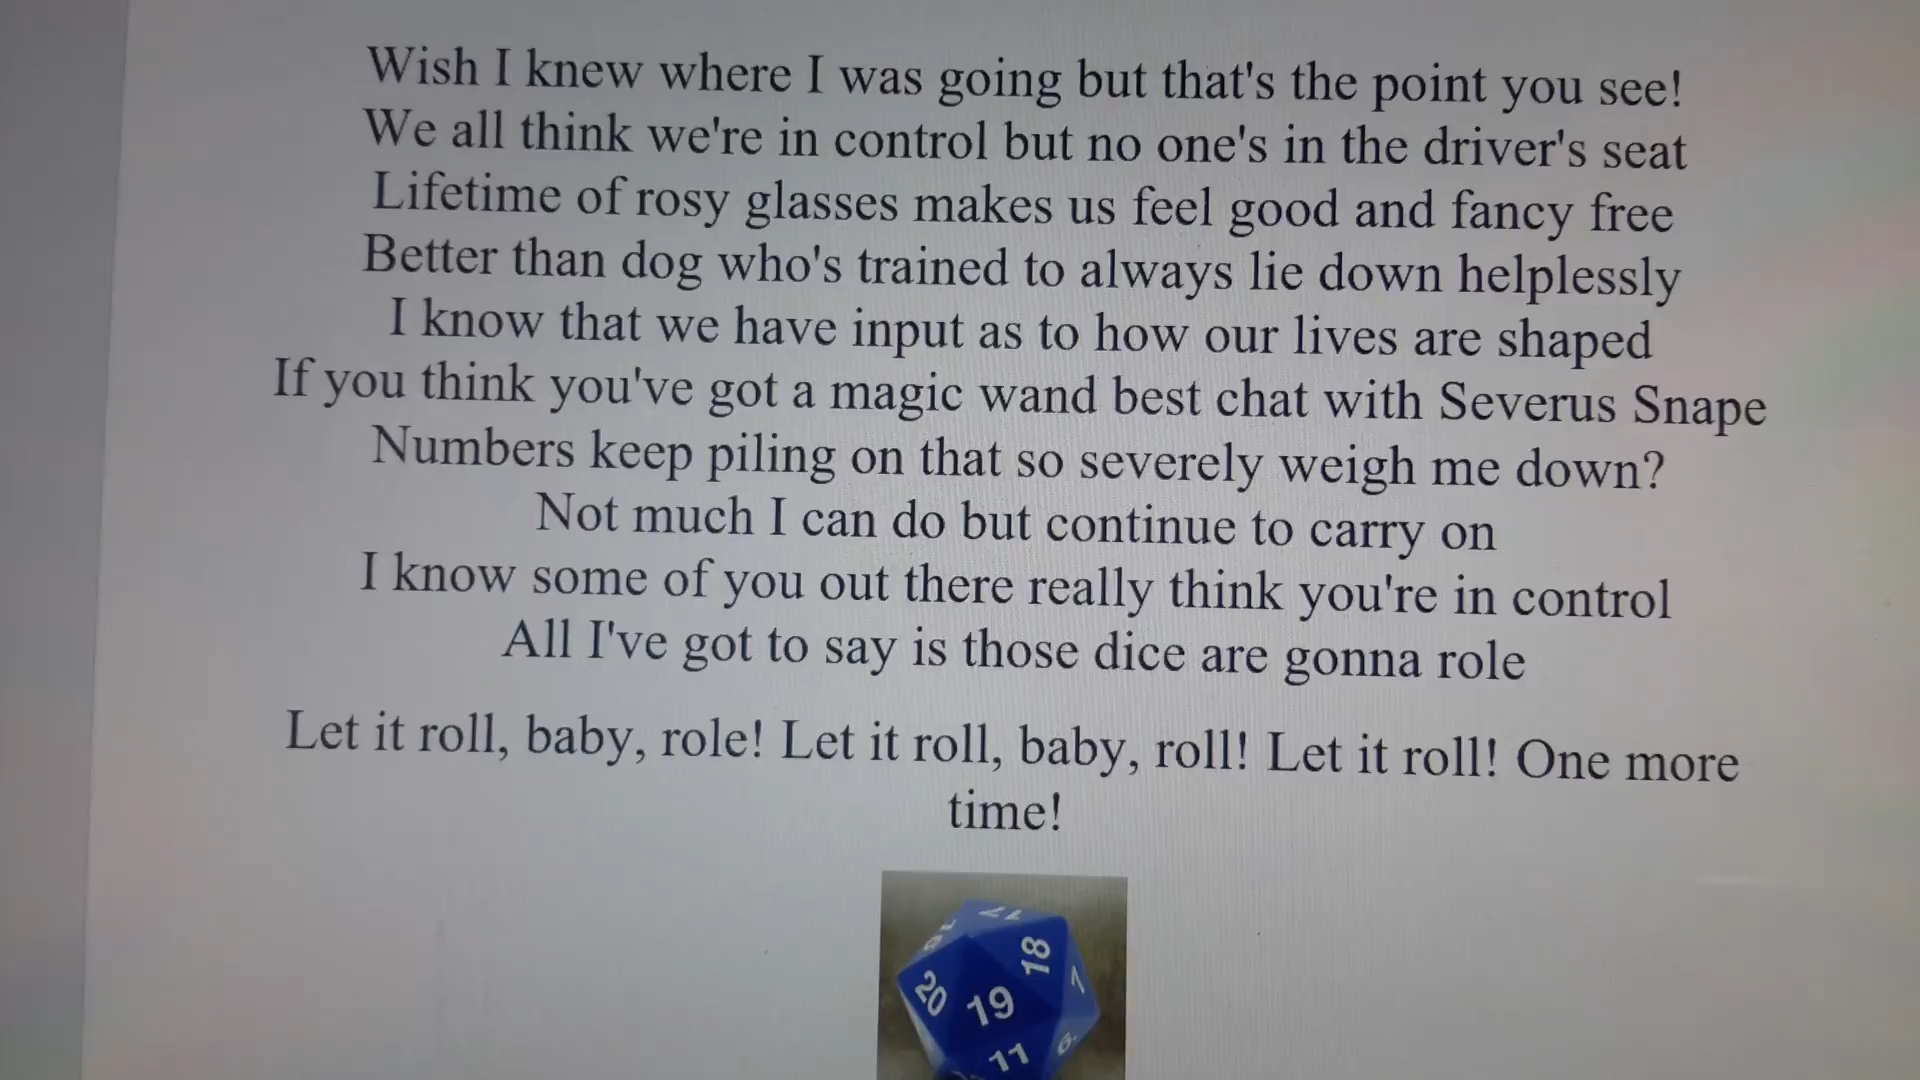 Wish I knew where I was going but that's the point you see!
We all think we're in control but no one's in the driver's seat
Lifetime of rosy glasses makes us feel good and fancy free
Better than dog who's trained to always lie down helplessly
I know that we have input as to how our lives are shaped
If you think you've got a magic wand best chat with Severus Snape
Numbers keep piling on that so severely weigh me down?
Not much I can do but continue to carry on
I know some of you out there really think you're in control
All I've got to say is those dice are gonna role
Let it roll, baby, role! Let it roll, baby, roll! Let it roll! One more
time!
17
18
20
19
7
11
6